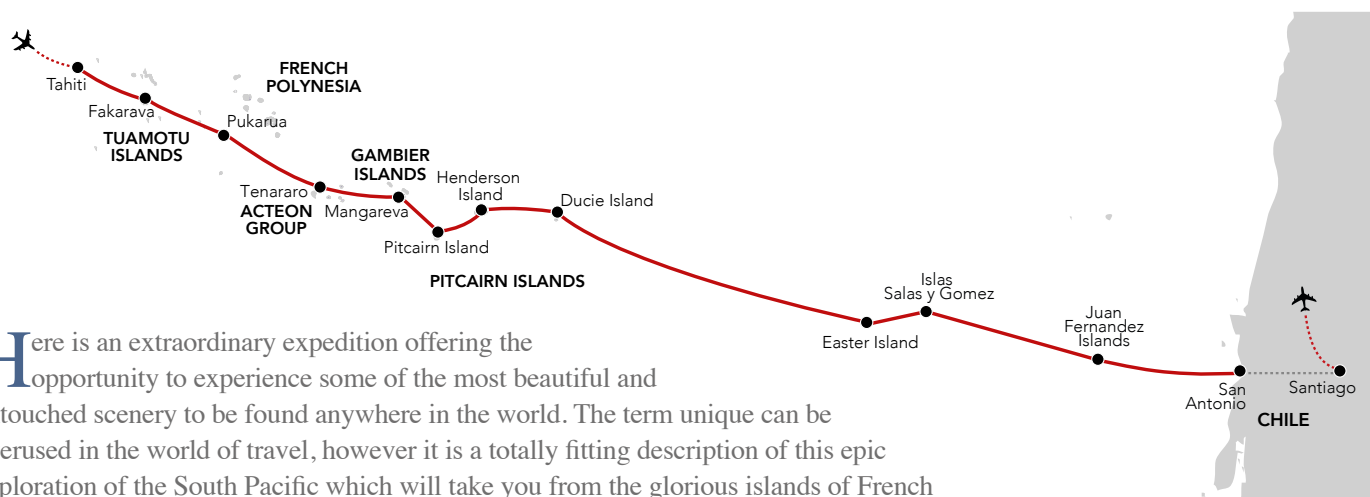 FRENCH
POLYNESIA
Tahiti
Fakarava
Pukarua
TUAMOTU
ISLANDS
GAMBIER
ISLANDS
Henderson
Island
Tenararo
Ducie Island
ACTEON
GROUP
Mangareva
Pitcairn Island
PITCAIRN ISLANDS
Islas
Salas y Gomez
Easter Island
Juan
Fernandez
Islands
San
Antonio
Santiago
CHILE
Here is an extraordinary expedition offering the
opportunity to experience some of the most beautiful and
touched scenery to be found anywhere in the world. The term unique can be
erused in the world of travel, however it is a totally fitting description of this epic
ploration of the South Pacific which will take you from the glorious islands of French